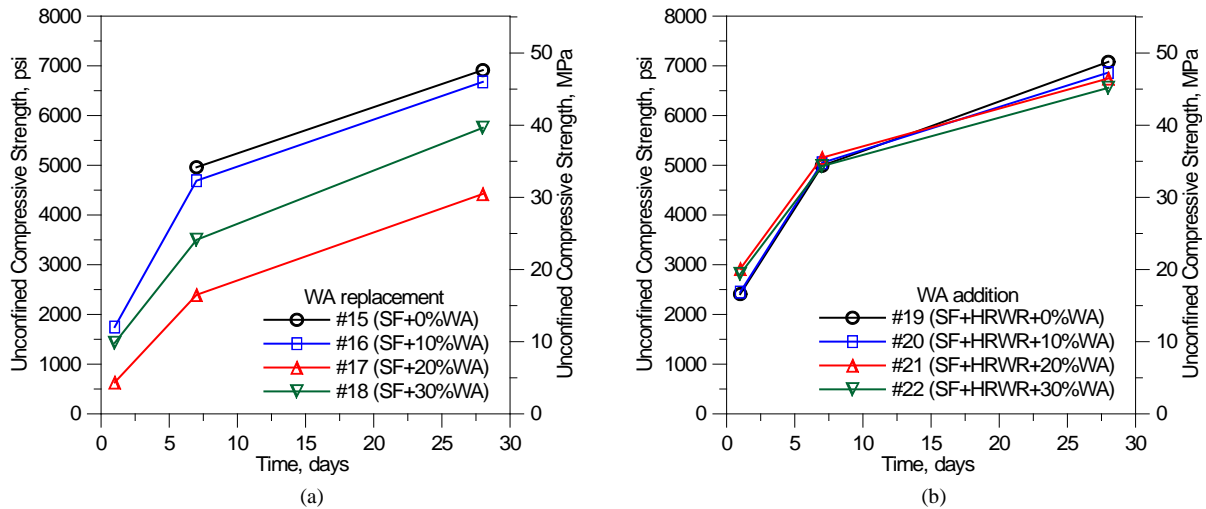 8000
7000
6000
5000
4000
3000
2000
1000
0
Unconfined Compressive Strength, psi
50
40
30
20
10
0
Unconfined Compressive Strength, MPa
WA replacement
#15 (SF+0%WA)
#16 (SF+10%WA)
#17 (SF+20%WA)
#18 (SF+30%WA)
0 5 10 15 20 25 30
Time, days
(a)
8000
7000
6000
5000
4000
3000
2000
1000
0
Unconfined Compressive Strength, psi
50
40
30
20
10
0
Unconfined Compressive Strength, MPa
WA addition
#19 (SF+HRWR+0%WA)
#20 (SF+HRWR+10%WA)
#21 (SF+HRWR+20%WA)
#22 (SF+HRWR+30%WA)
0 5 10 15 20 25 30
Time, days
(b)